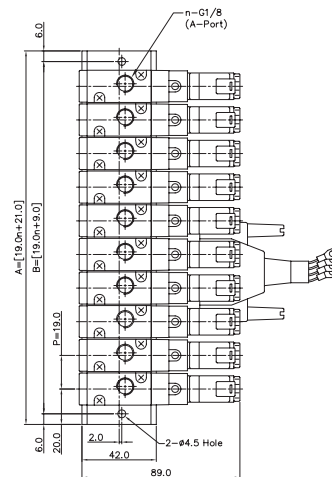 n-G1/8
(A-Port)
6.0
A=[19.0n+21.0]
B=[19.0n+9.0]
P=19.0
6.0
20.0
2.0
2-ø4.5 Hole
42.0
89.0